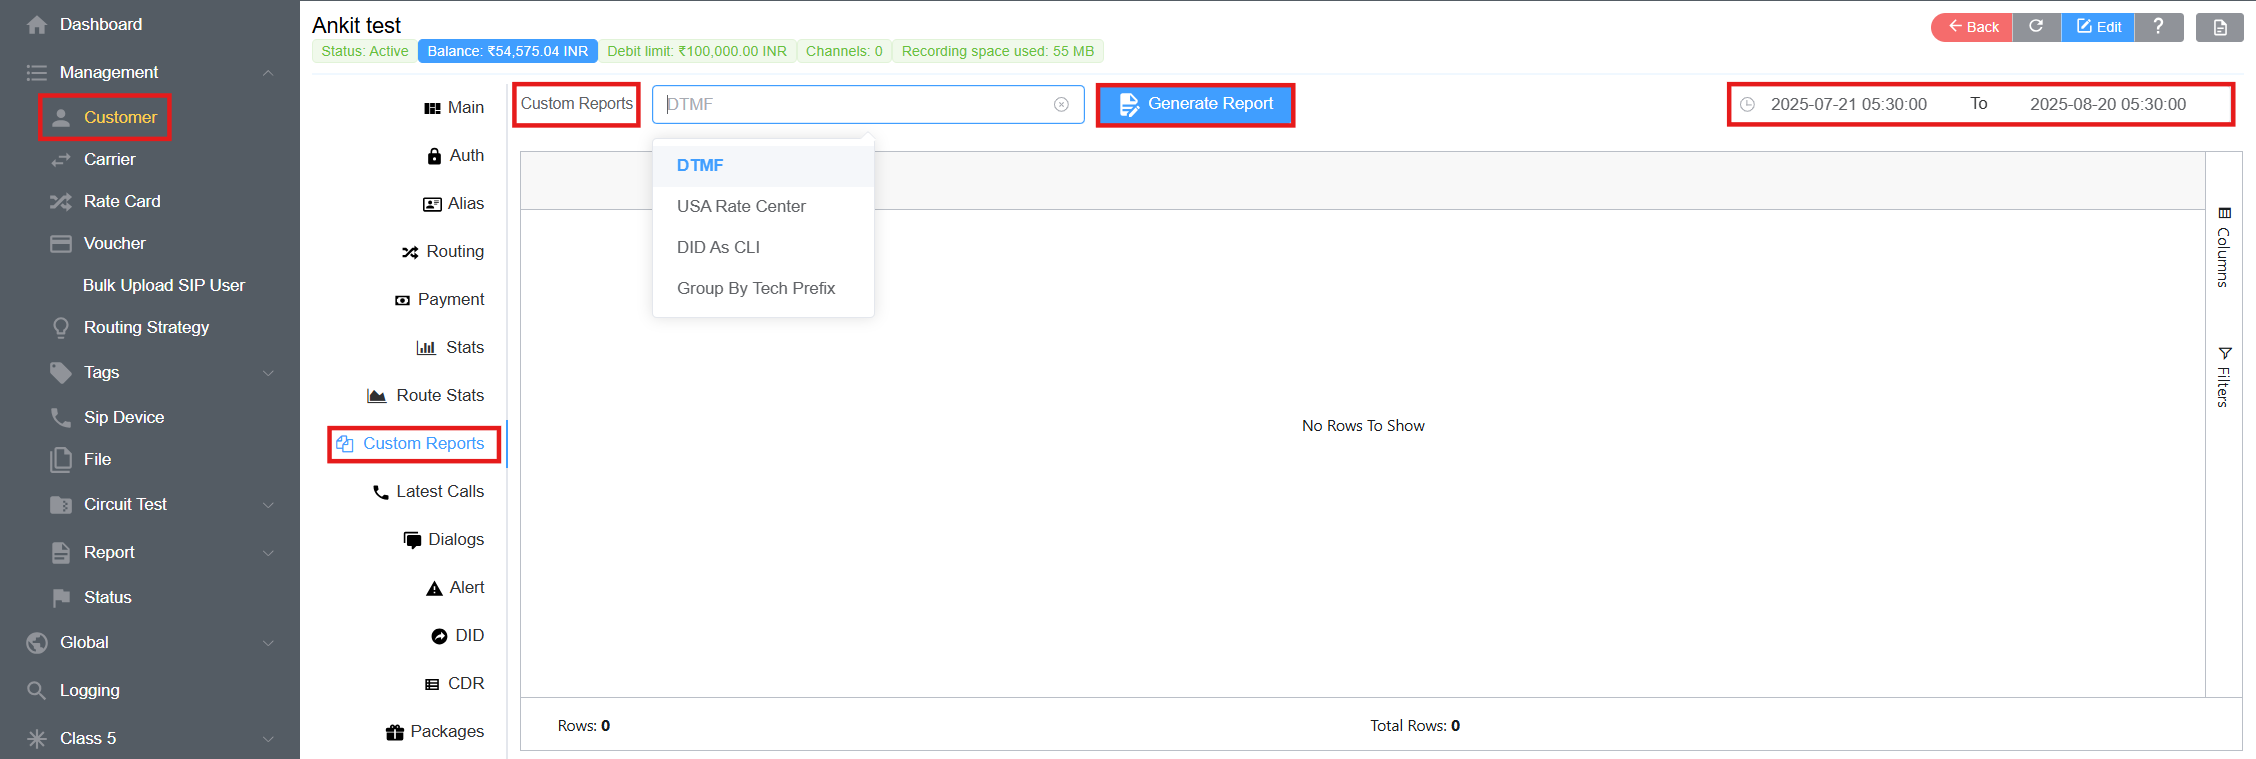 Dashboard
Management
Customer
Carrier
Rate Card
Voucher
Bulk Upload SIP User
Routing Strategy
Tags
Sip Device
File
Circuit Test
Report
Status
Global
Logging
Class 5
Ankit test
Status: Active
Balance: ₹54,575.04 INR
Debit limit: ₹100,000.00 INR
Channels: 0
Recording space used: 55 MB
Back
Edit
?
Main
Auth
Alias
Routing
Payment
Stats
Route Stats
Custom Reports
Latest Calls
Dialogs
Alert
DID
CDR
Packages
Custom Reports
DTMF
Generate Report
2025-07-21 05:30:00 To 2025-08-20 05:30:00
DTMF
USA Rate Center
DID As CLI
Group By Tech Prefix
Columns
Filters
No Rows To Show
Rows: 0
Total Rows: 0